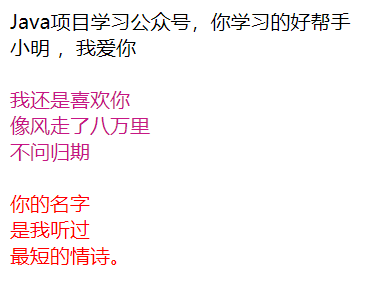 Java项目学习公众号，你学习的好帮手
小明 ，我爱你
我还是喜欢你
像风走了八万里
不问归期
你的名字
是我听过
最短的情诗。